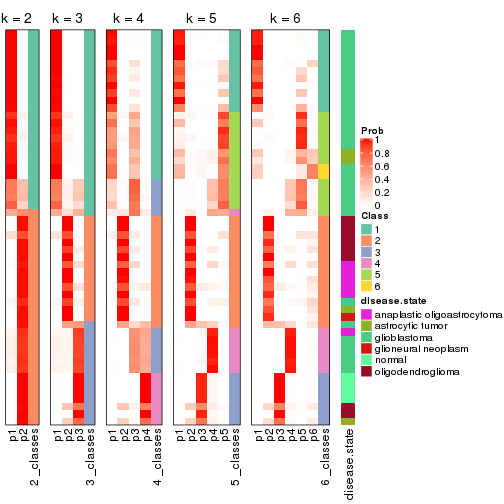 k = 2
k = 3
k = 4
k = 5
k = 6
p1
p2
2_classes
p1
p2
p3
3_classes
p1
p2
p3
p4
4_classes
p1
p2
p3
p4
p5
5_classes
p1
p2
p3
p4
p5
p6
6_classes
disease.state
Prob
1
0.8
0.6
0.4
0.2
0
Class
1
2
3
4
5
6
disease.state
anaplastic oligoastrocytoma
astrocytic tumor
glioblastoma
glioneural neoplasm
normal
oligodendroglioma